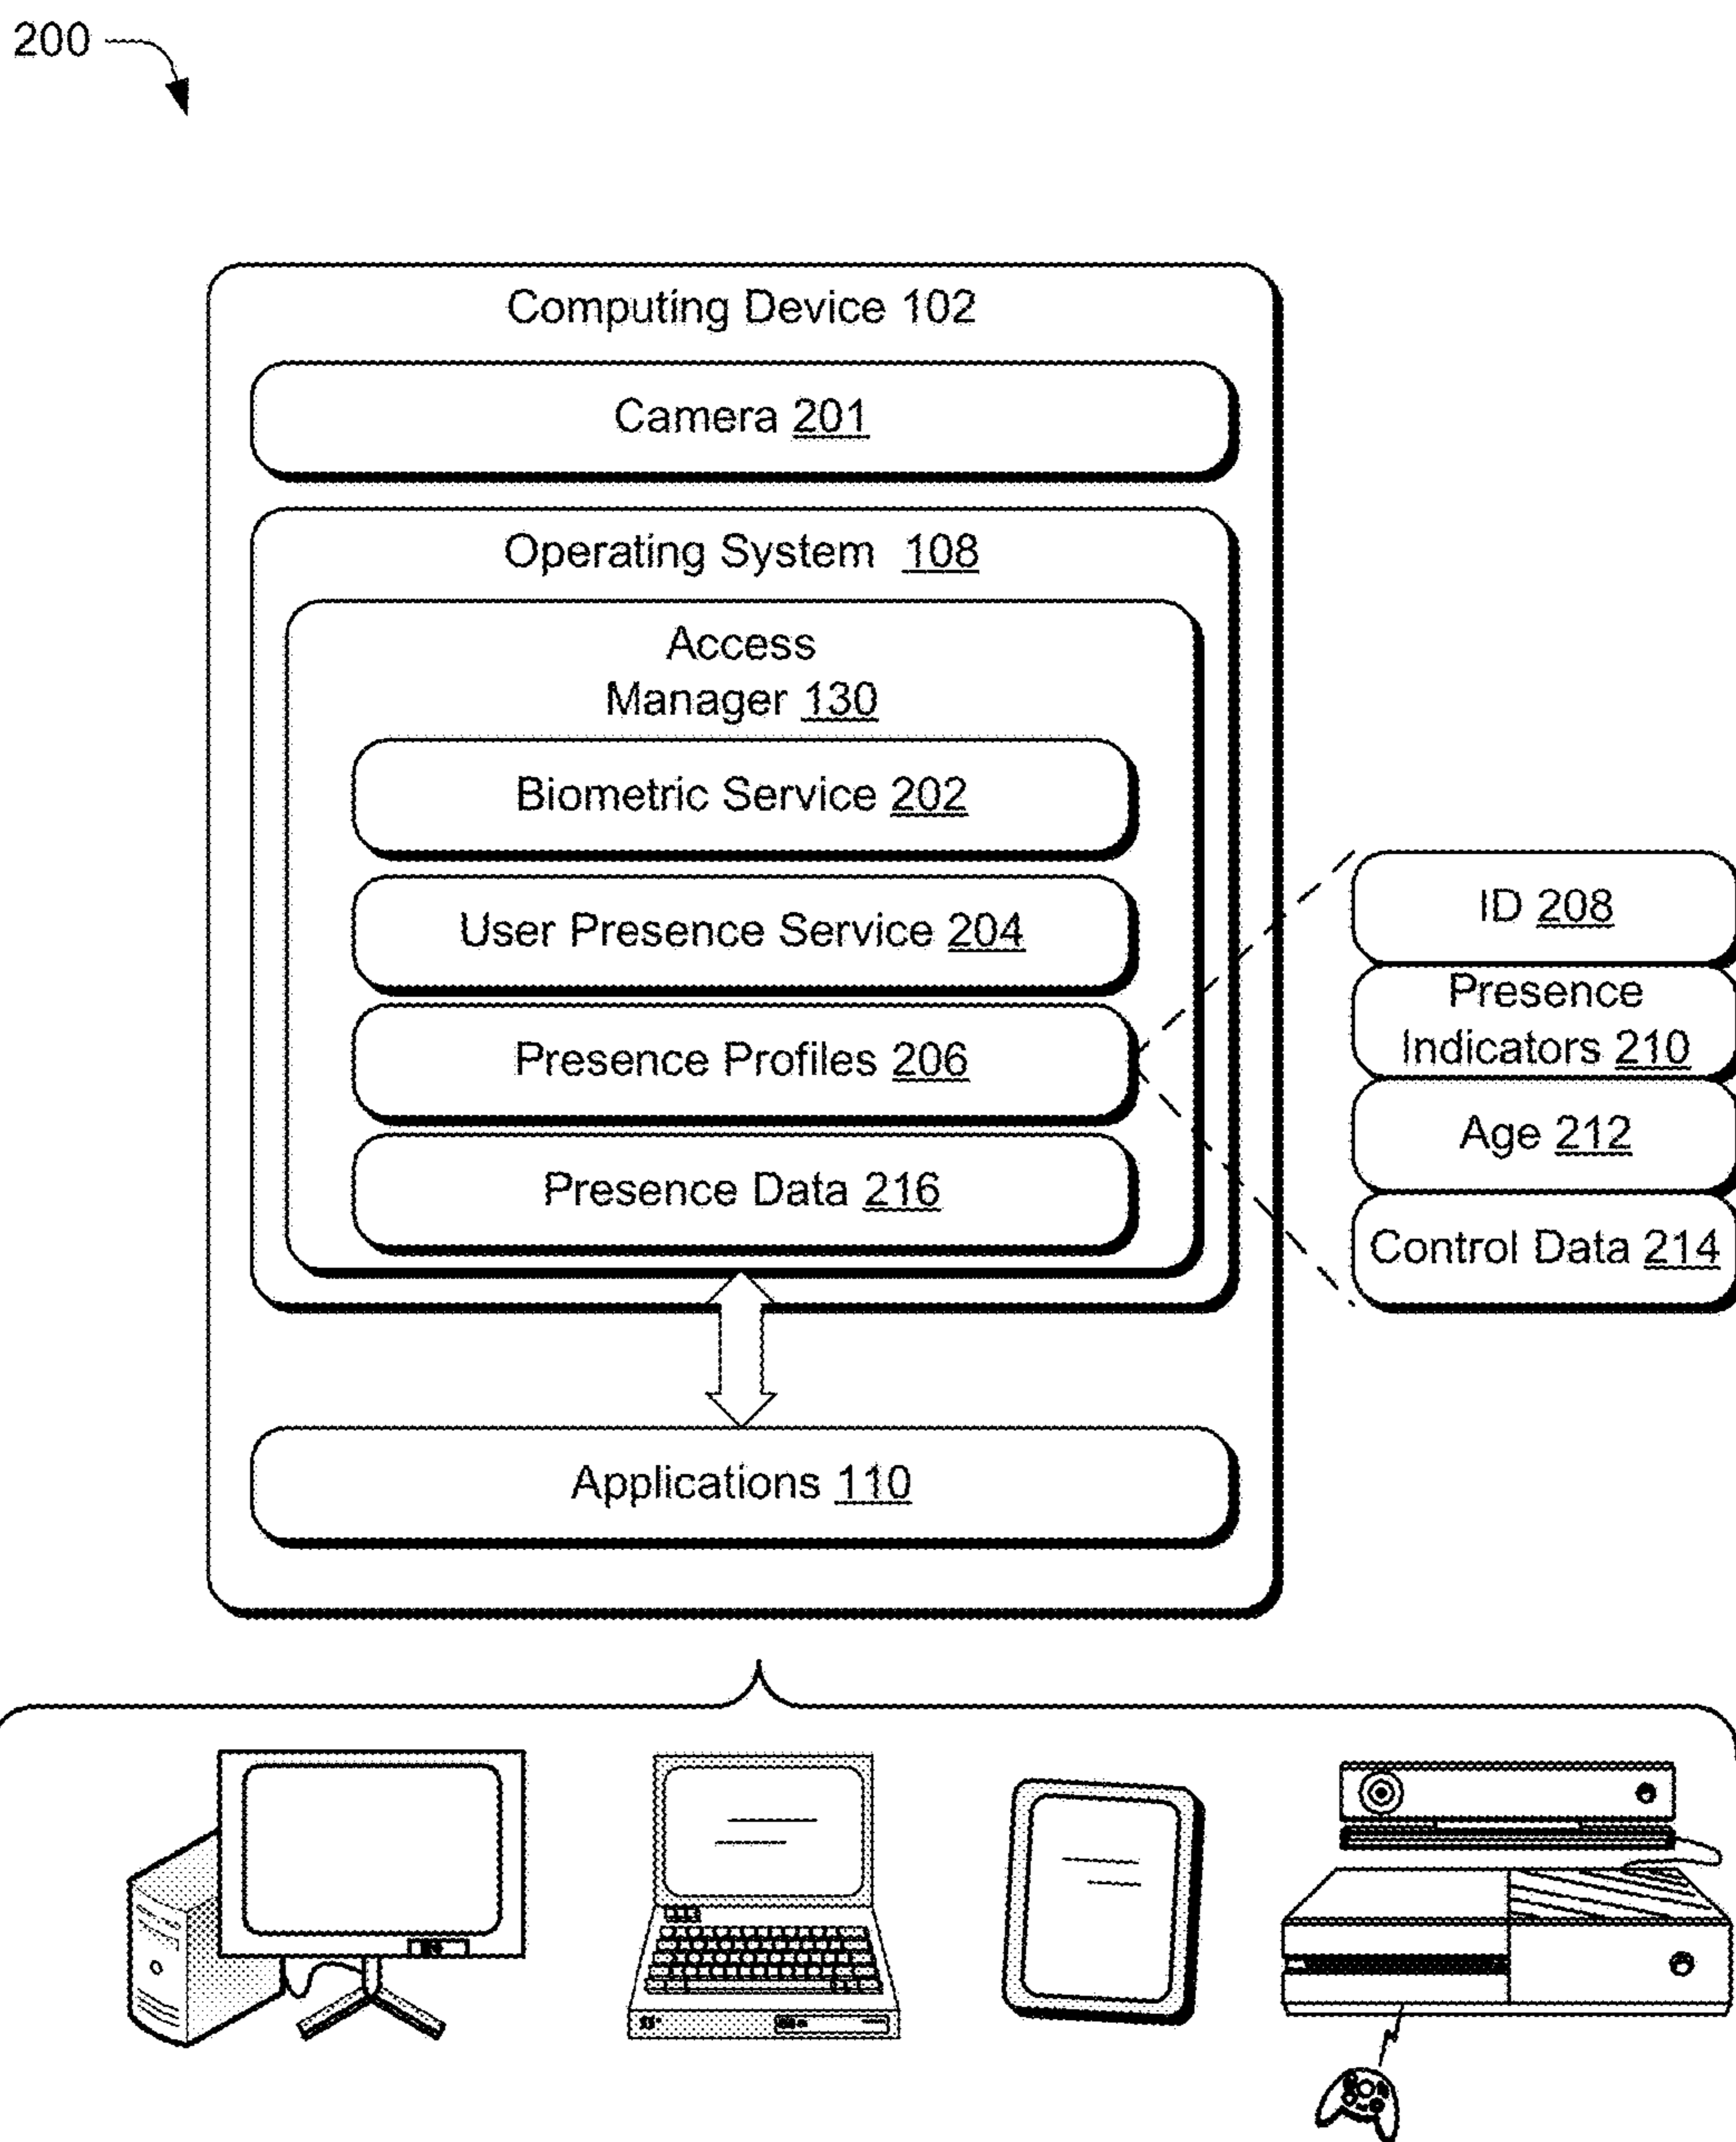 200
Computing Device 102
Camera 201
Operating System 108
Access
Manager 130
Biometric Service 202
User Presence Service 204
Presence Profiles 206
Presence Data 216
ID 208
Presence
Indicators 210
Age 212
Control Data 214
Applications 110